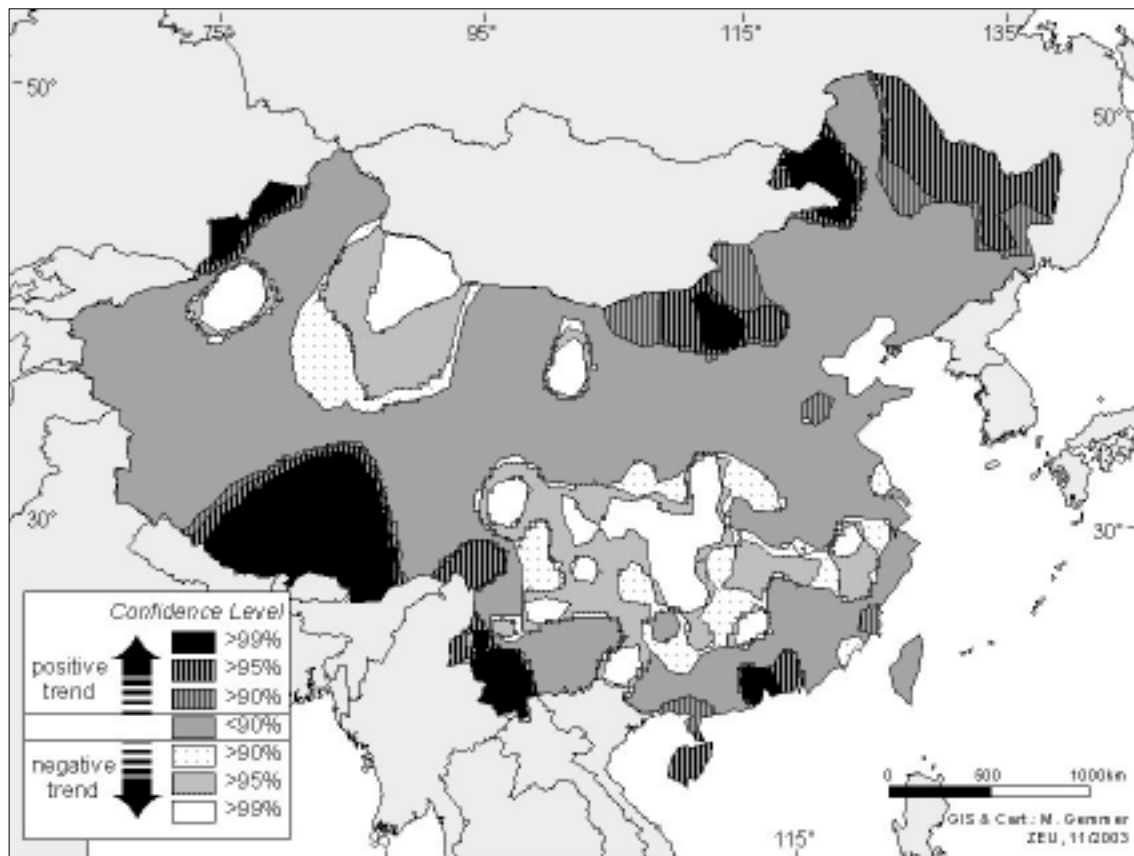 75° 95° 115° 135°
50° 50°
30° 30°
Confidence Level
positive trend
>99%
>95%
>90%
<90%
negative trend
>90%
>95%
>99%
0 500 1000km
GIS & Cart.: M. Gemmer
ZEU, 11/2003
95° 115°